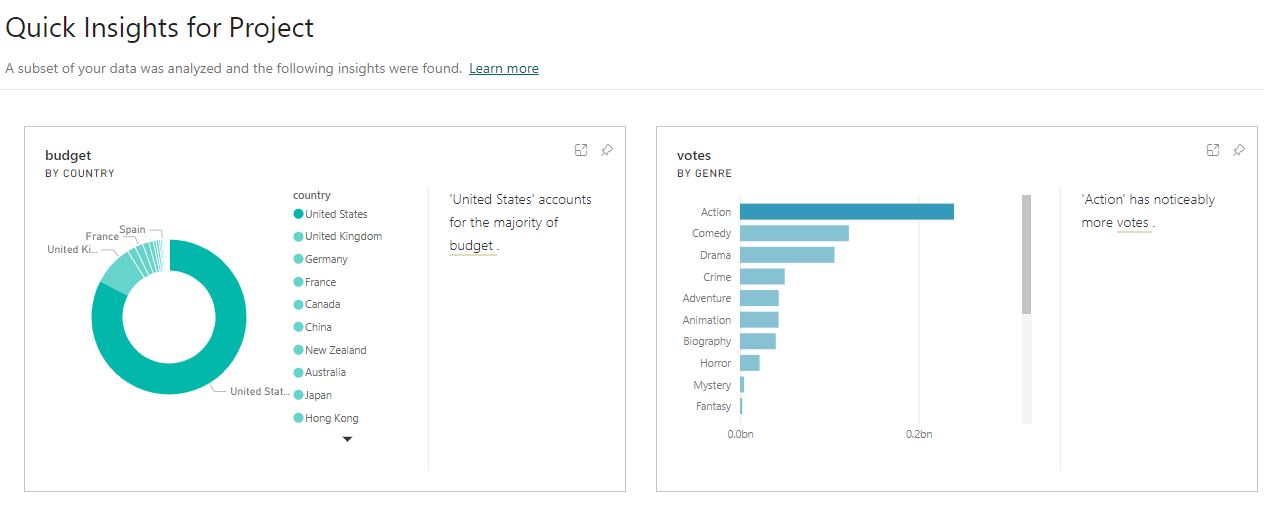 Quick Insights for Project
A subset of your data was analyzed and the following insights were found. Learn more
budget
BY COUNTRY
Spain
France
United Ki...
United Stat...
country
United States
United Kingdom
Germany
France
Canada
China
New Zealand
Australia
Japan
Hong Kong
'United States' accounts
for the majority of
budget .
votes
BY GENRE
Action
Comedy
Drama
Crime
Adventure
Animation
Biography
Horror
Mystery
Fantasy
0.0bn 0.2bn
'Action' has noticeably
more votes .